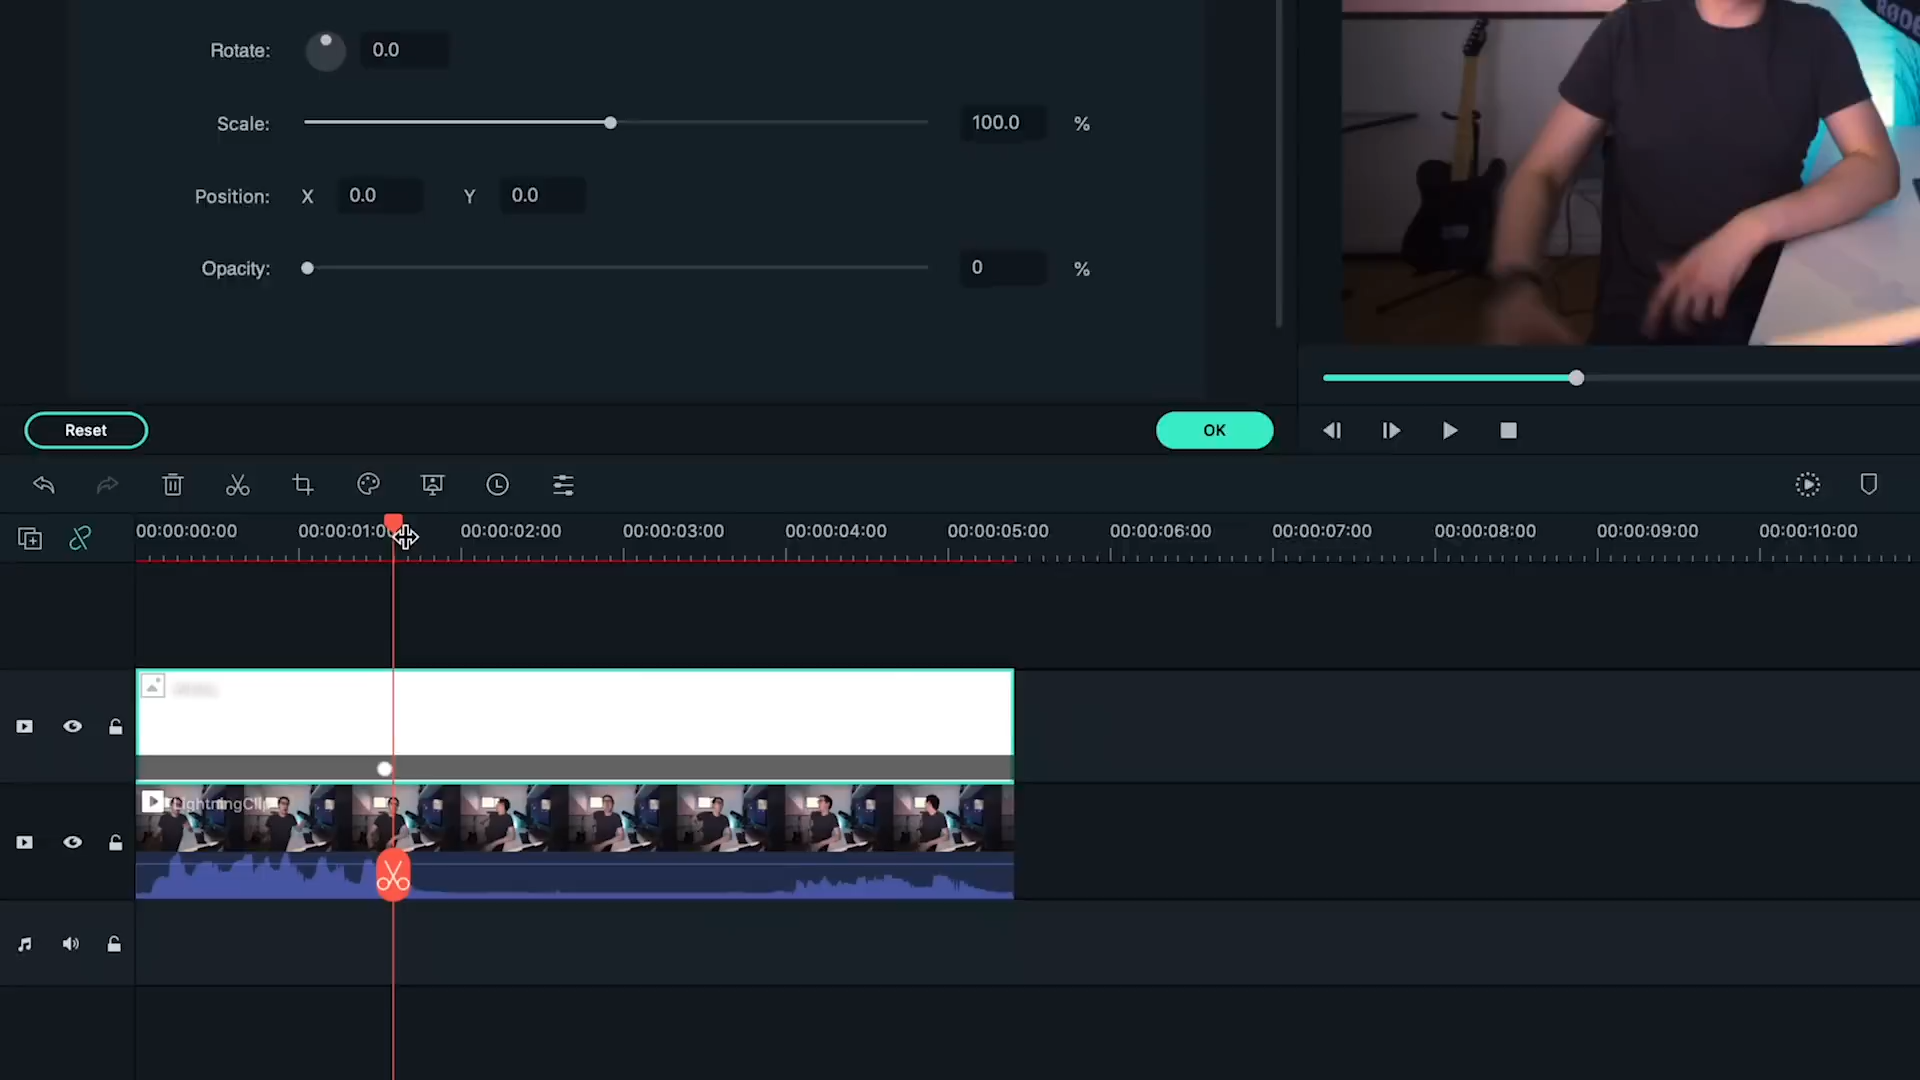 RØDE
Rotate: 0.0
Scale: 100.0 %
Position: X 0.0 Y 0.0
Opacity: 0 %
Reset OK
00:00:00:00 00:00:01:0 00:00:02:00 00:00:03:00 00:00:04:00 00:00:05:00 00:00:06:00 00:00:07:00 00:00:08:00 00:00:09:00 00:00:10:00
LightningCli